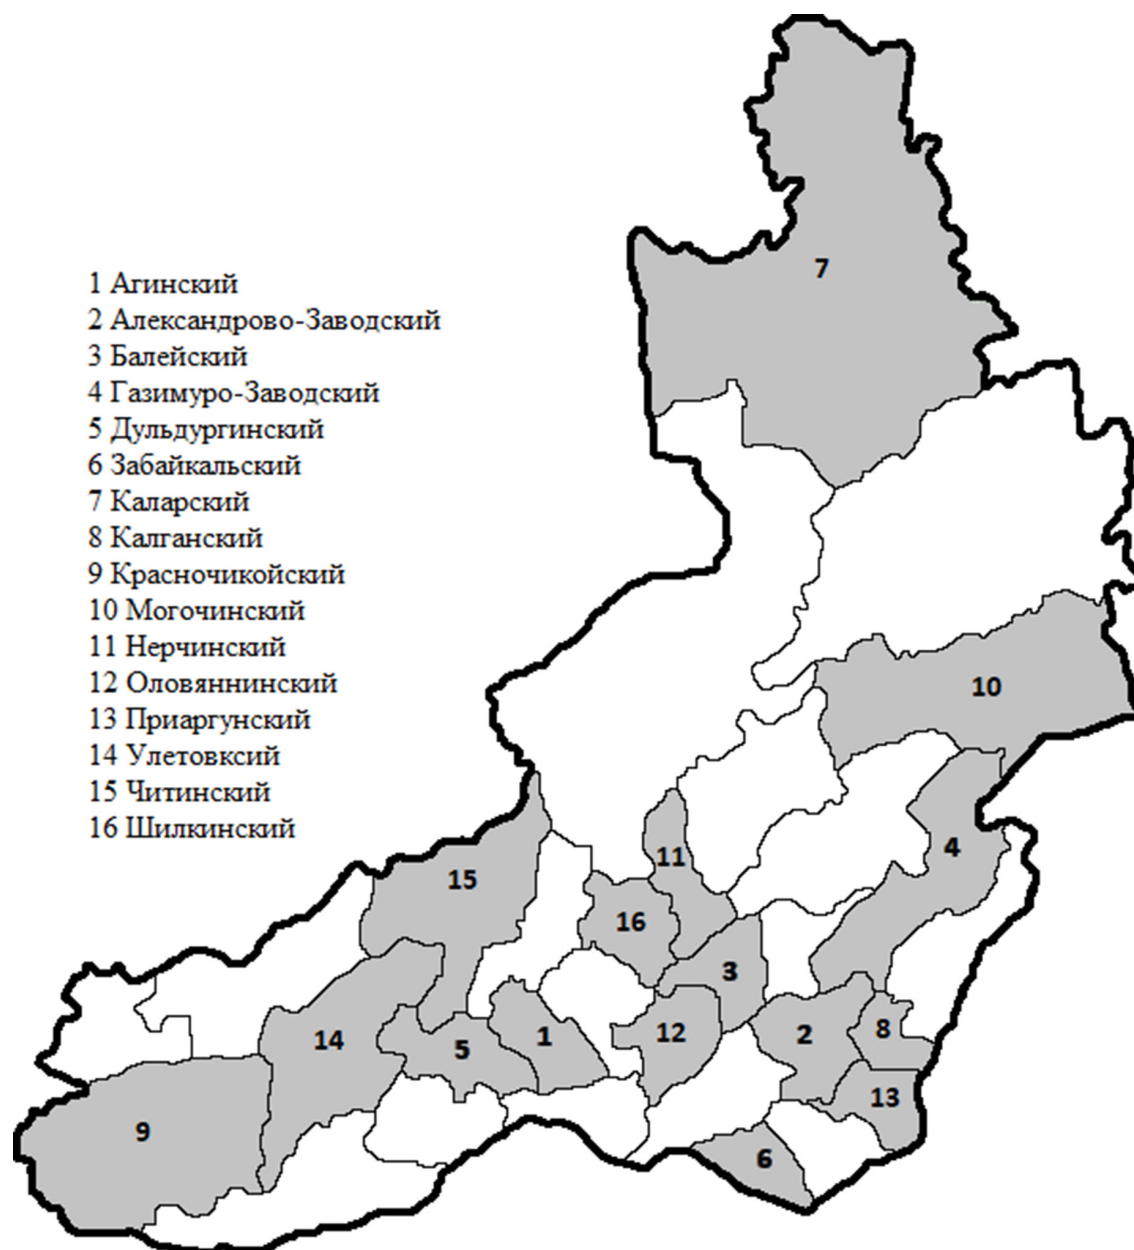 1 Агинский
2 Александрово-Заводский
3 Балейский
4 Газимуро-Заводский
5 Дульдургинский
6 Забайкальский
7 Каларский
8 Калганский
9 Красночикойский
10 Могочинский
11 Нерчинский
12 Оловяннинский
13 Приаргунский
14 Улетовксий
15 Читинский
16 Шилкинский
7
10
4
11
15
16
3
14
5
1
12
2
8
13
9
6